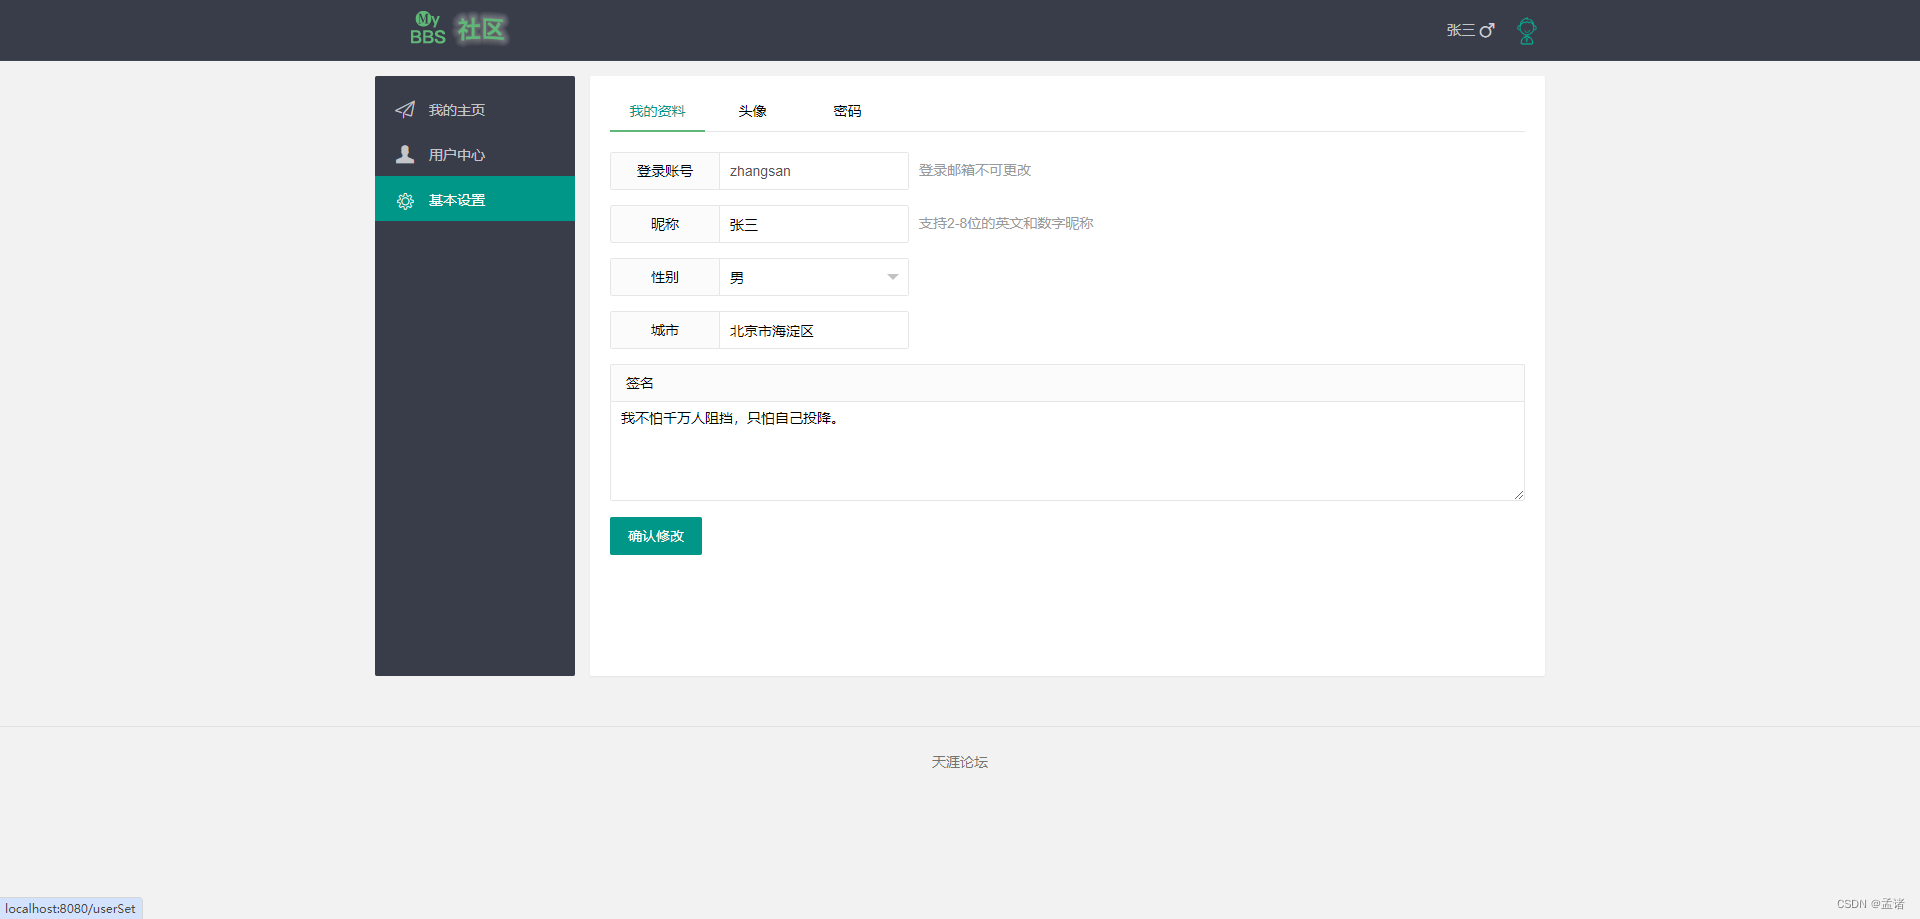 My
BBS 社区
张三
我的主页
用户中心
基本设置
我的资料 头像 密码
登录账号 zhangsan 登录邮箱不可更改
昵称 张三 支持2-8位的英文和数字昵称
性别 男
城市 北京市海淀区
签名
我不怕千万人阻挡，只怕自己投降。
确认修改
天涯论坛
localhost:8080/userSet
CSDN @孟诸